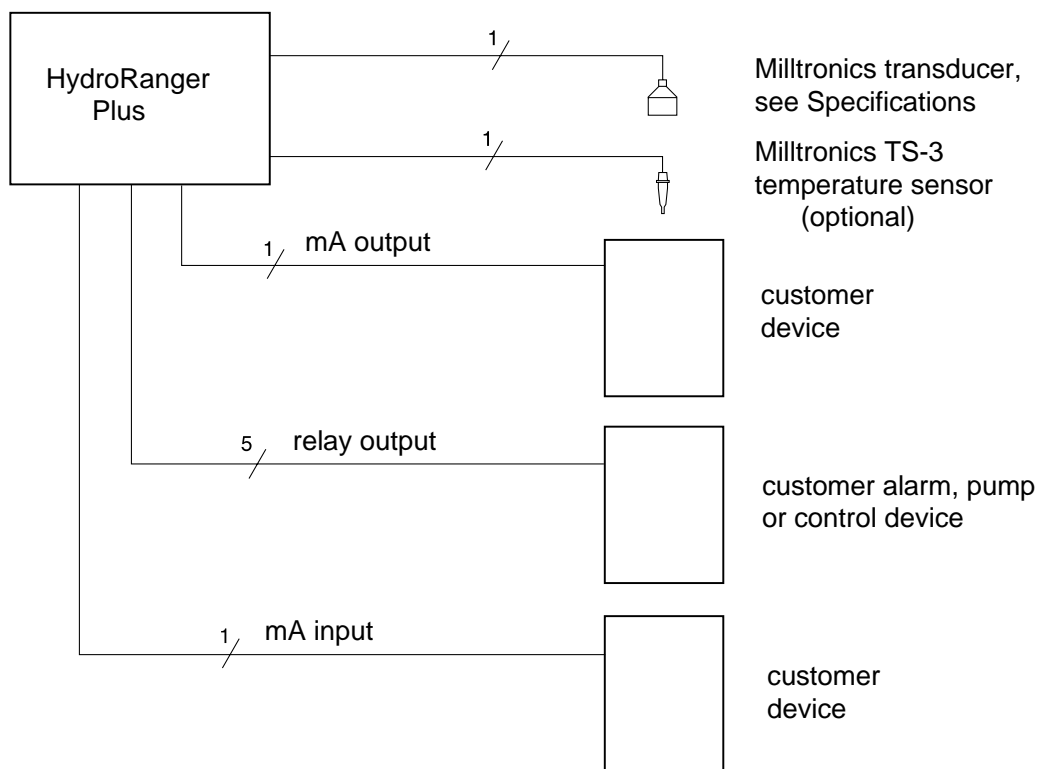 HydroRanger
Plus
1
Milltronics transducer,
see Specifications
1
Milltronics TS-3
temperature sensor
(optional)
1
mA output
customer
device
5
relay output
customer alarm, pump
or control device
1
mA input
customer
device